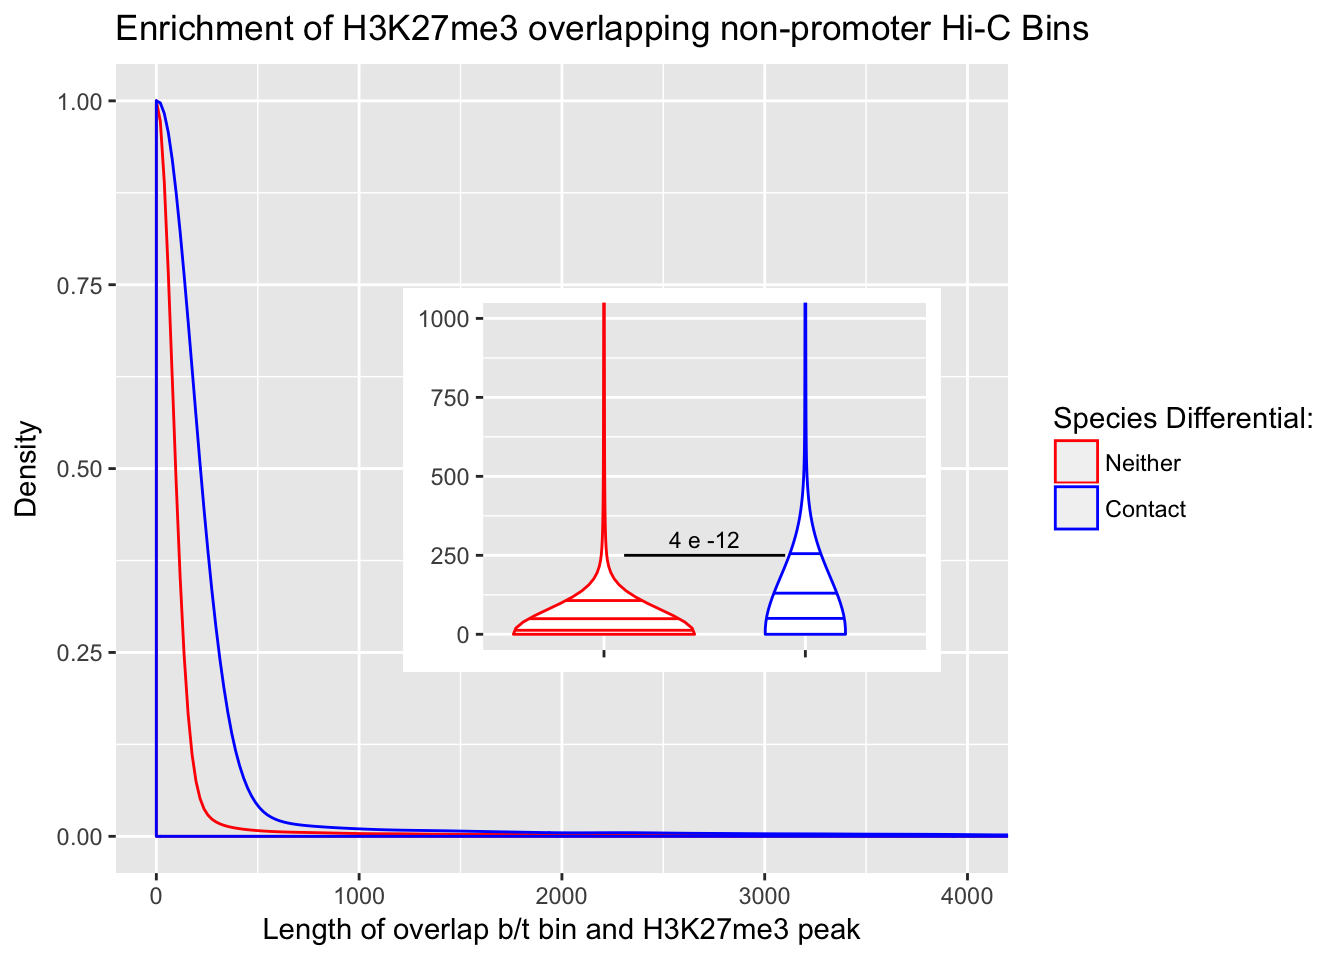 Enrichment of H3K27me3 overlapping non-promoter Hi-C Bins
1.00
0.75
0.50
0.25
0.00
Density
1000
750
500
250
0
4 e -12
Species Differential:
Neither
Contact
0 1000 2000 3000 4000
Length of overlap b/t bin and H3K27me3 peak